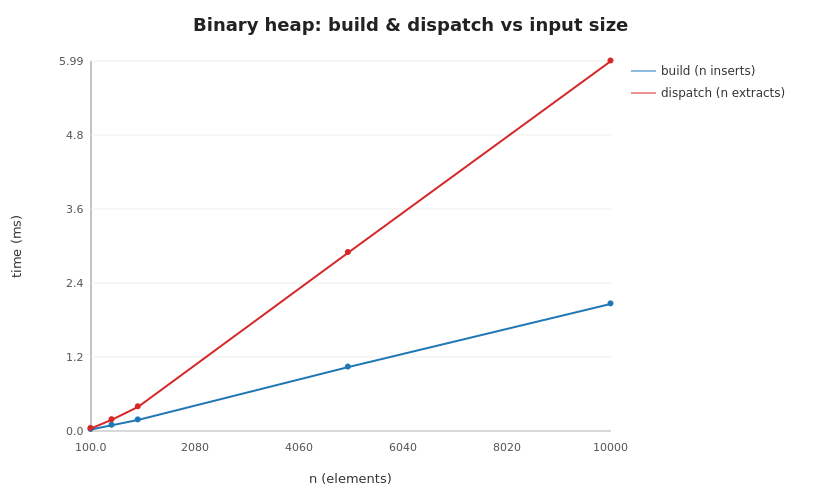 Binary heap: build & dispatch vs input size
build (n inserts)
dispatch (n extracts)
time (ms)
5.99
4.8
3.6
2.4
1.2
0.0
100.0 2080 4060 6040 8020 10000
n (elements)